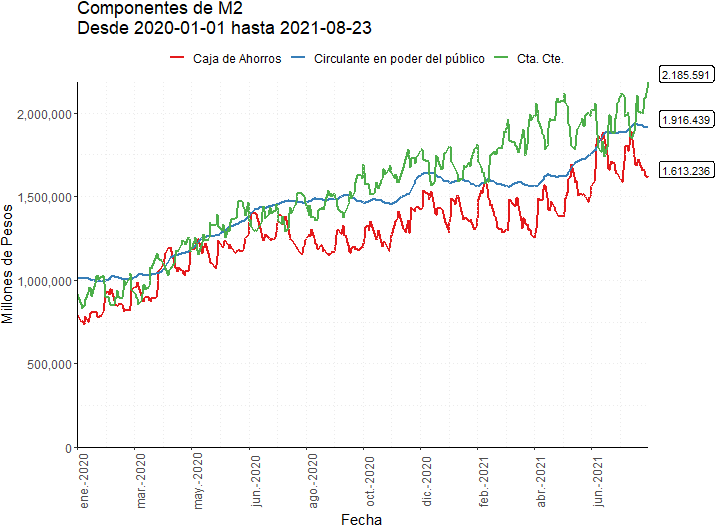 Componentes de M2
Desde 2020-01-01 hasta 2021-08-23
Caja de Ahorros Circulante en poder del público Cta. Cte.
2.185.591
1.916.439
1.613.236
Millones de Pesos
2,000,000
1,500,000
1,000,000
500,000
0
ene.-2020
mar.-2020
may.-2020
jun.-2020
ago.-2020
oct.-2020
dic.-2020
feb.-2021
abr.-2021
jun.-2021
Fecha